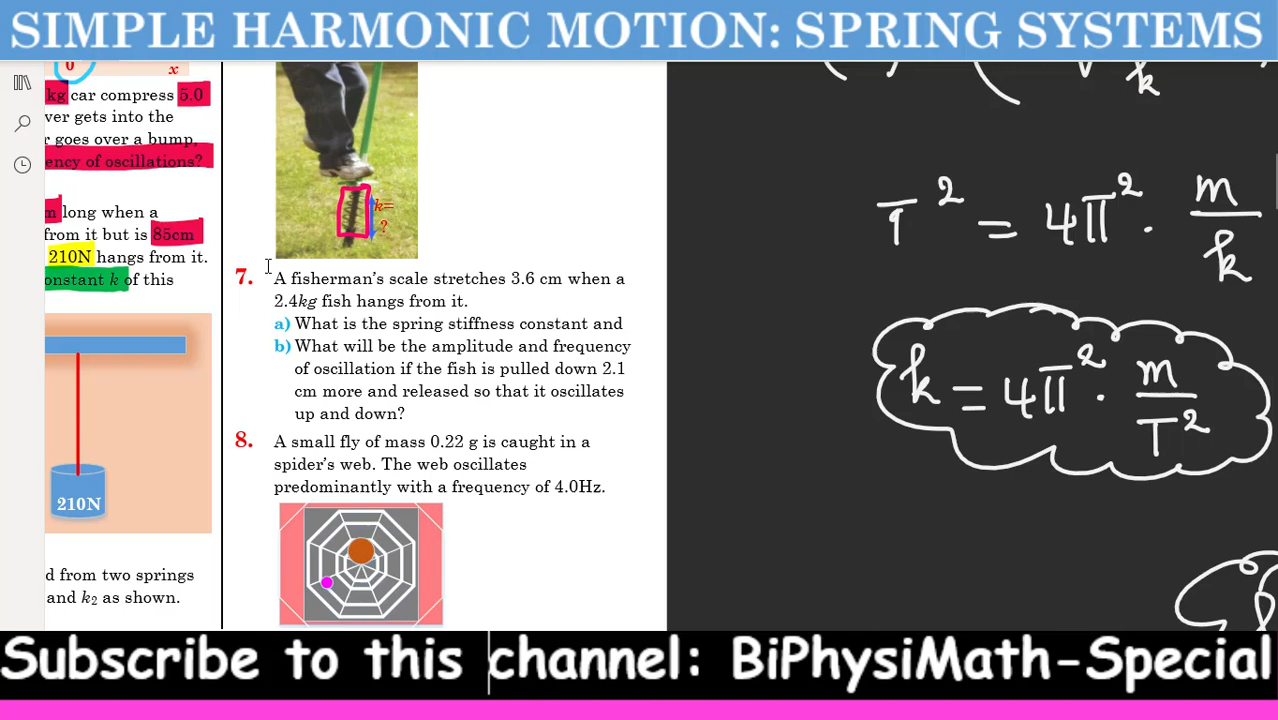 SIMPLE HARMONIC MOTION: SPRING SYSTEMS
0
x
kg car compress 5.0
ver gets into the
r goes over a bump,
ency of oscillations?
m long when a
from it but is 85cm
210N hangs from it.
onstant k of this
210N
d from two springs
and k2 as shown.
k=
?
7. A fisherman's scale stretches 3.6 cm when a
2.4kg fish hangs from it.
a) What is the spring stiffness constant and
b) What will be the amplitude and frequency
of oscillation if the fish is pulled down 2.1
cm more and released so that it oscillates
up and down?
8. A small fly of mass 0.22 g is caught in a
spider's web. The web oscillates
predominantly with a frequency of 4.0Hz.
k
T² = 4π² · m/k
k = 4π² · m/T²
Subscribe to this channel: BiPhysiMath-Special